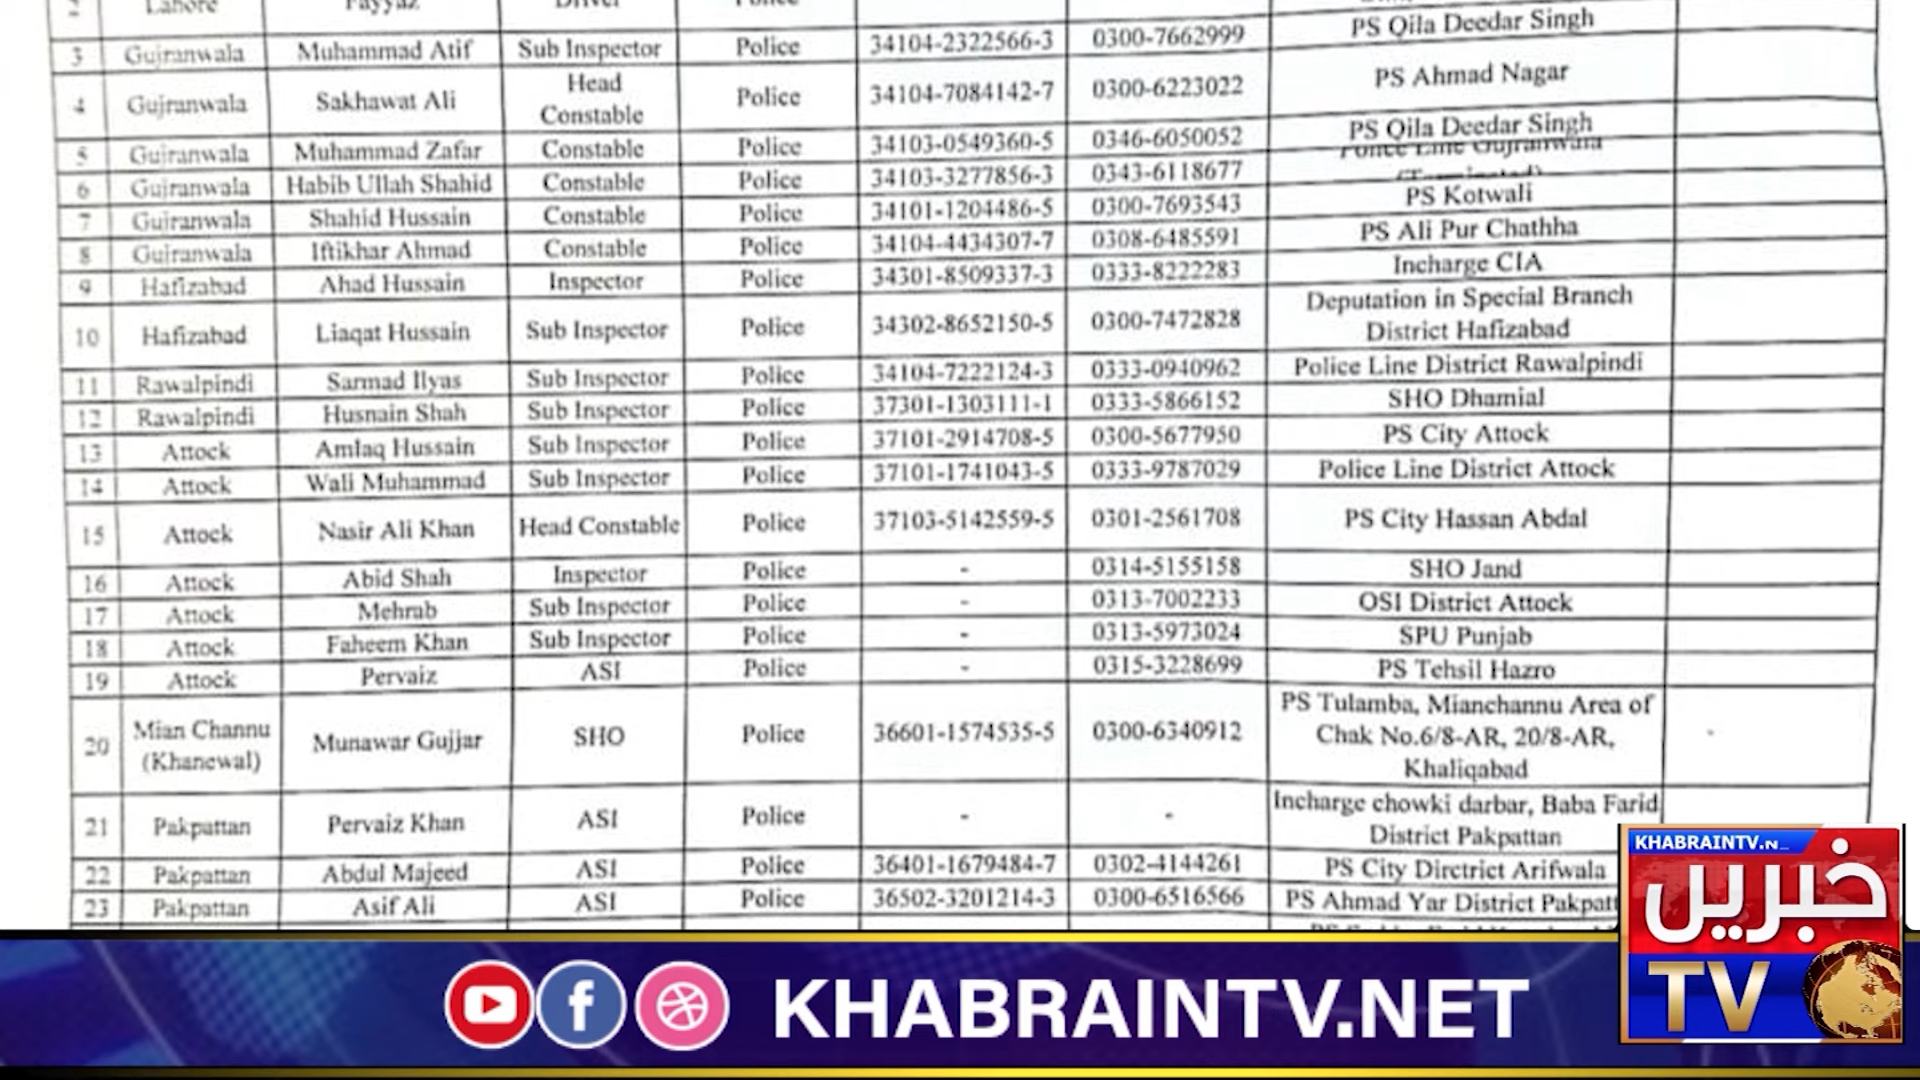 2 Lahore Fayyaz Driver Police
3 Gujranwala Muhammad Atif Sub Inspector Police 34104-2322566-3 0300-7662999 PS Qila Deedar Singh
4 Gujranwala Sakhawat Ali Head Constable Police 34104-7084142-7 0300-6223022 PS Ahmad Nagar
5 Gujranwala Muhammad Zafar Constable Police 34103-0549360-5 0346-6050052 PS Qila Deedar Singh
6 Gujranwala Habib Ullah Shahid Constable Police 34103-3277856-3 0343-6118677 Police Line Gujranwala
7 Gujranwala Shahid Hussain Constable Police 34101-1204486-5 0300-7693543 PS Kotwali
8 Gujranwala Iftikhar Ahmad Constable Police 34104-4434307-7 0308-6485591 PS Ali Pur Chathha
9 Hafizabad Ahad Hussain Inspector Police 34301-8509337-3 0333-8222283 Incharge CIA
10 Hafizabad Liaqat Hussain Sub Inspector Police 34302-8652150-5 0300-7472828 Deputation in Special Branch
District Hafizabad
11 Rawalpindi Sarmad Ilyas Sub Inspector Police 34104-7222124-3 0333-0940962 Police Line District Rawalpindi
12 Rawalpindi Husnain Shah Sub Inspector Police 37301-1303111-1 0333-5866152 SHO Dhamial
13 Attock Amlaq Hussain Sub Inspector Police 37101-2914708-5 0300-5677950 PS City Attock
14 Attock Wali Muhammad Sub Inspector Police 37101-1741043-5 0333-9787029 Police Line District Attock
15 Attock Nasir Ali Khan Head Constable Police 37103-5142559-5 0301-2561708 PS City Hassan Abdal
16 Attock Abid Shah Inspector Police - 0314-5155158 SHO Jand
17 Attock Mehrab Sub Inspector Police - 0313-7002233 OSI District Attock
18 Attock Faheem Khan Sub Inspector Police - 0313-5973024 SPU Punjab
19 Attock Pervaiz ASI Police - 0315-3228699 PS Tehsil Hazro
20 Mian Channu (Khanewal) Munawar Gujjar SHO Police 36601-1574535-5 0300-6340912 PS Tulamba, Mianchannu Area of
Chak No.6/8-AR, 20/8-AR,
Khaliqabad
21 Pakpattan Pervaiz Khan ASI Police - - Incharge chowki darbar, Baba Farid
District Pakpattan
22 Pakpattan Abdul Majeed ASI Police 36401-1679484-7 0302-4144261 PS City Dirctrict Arifwala
23 Pakpattan Asif Ali ASI Police 36502-3201214-3 0300-6516566 PS Ahmad Yar District Pakpatt
KHABRAINTV.N
خبریں
TV
KHABRAINTV.NET